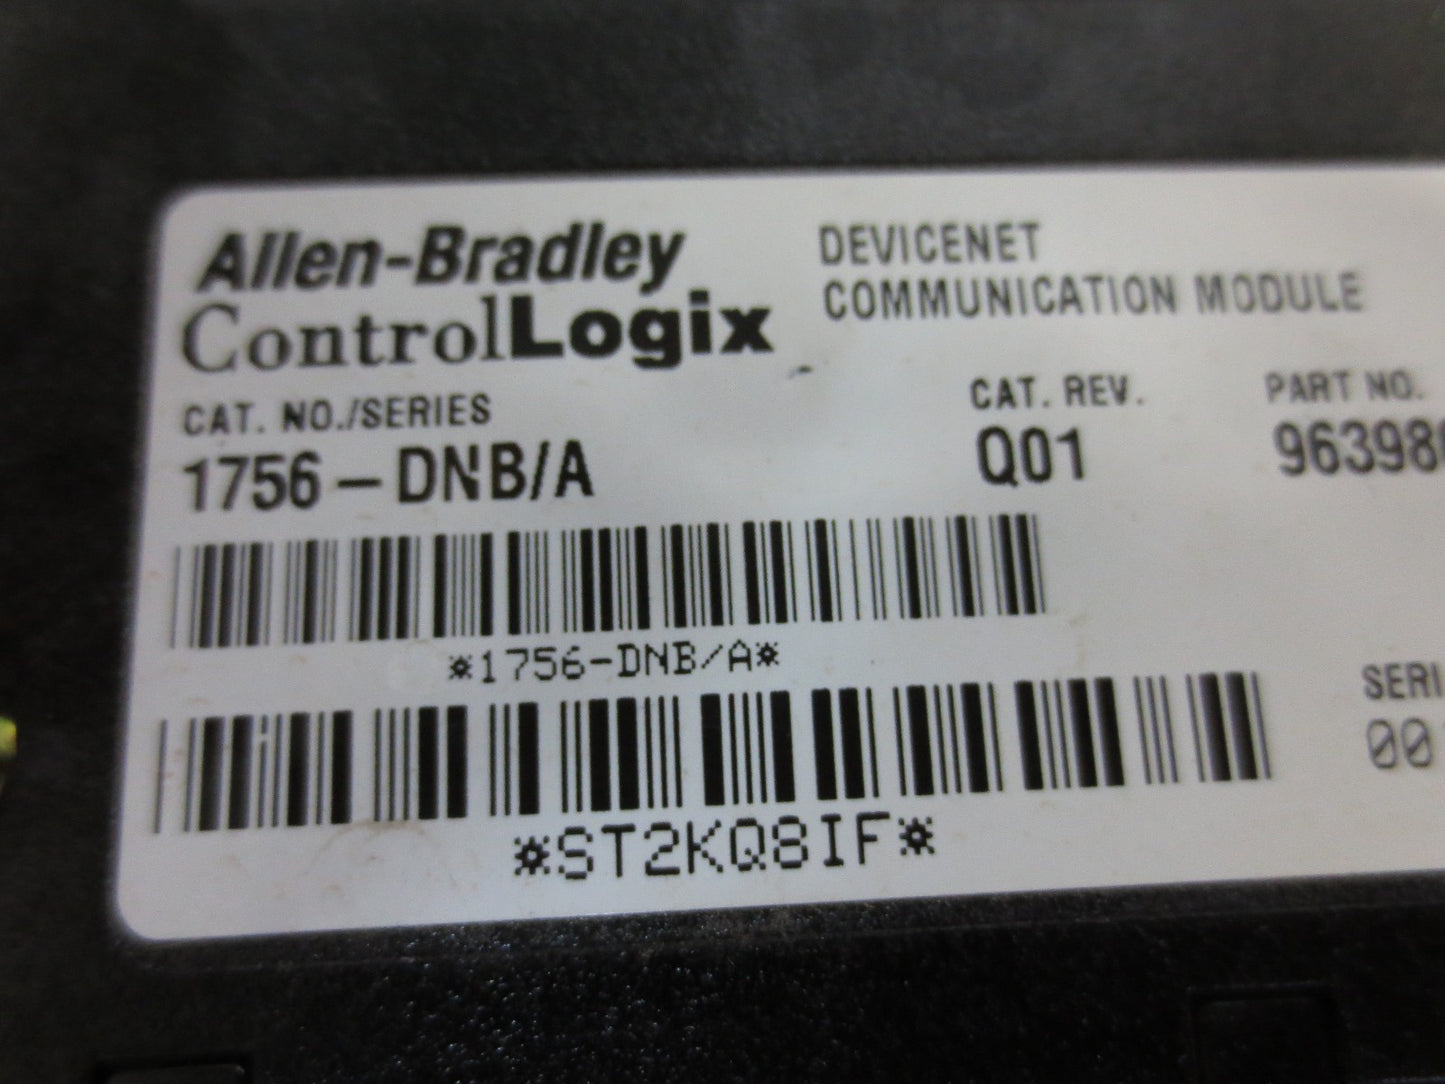 Allen-Bradley
ControlLogix
DEVICENET
COMMUNICATION MODULE
CAT. NO./SERIES
1756-DNB/A
CAT. REV.
Q01
PART NO.
*1756-DNB/A*
*ST2KQ8IF*